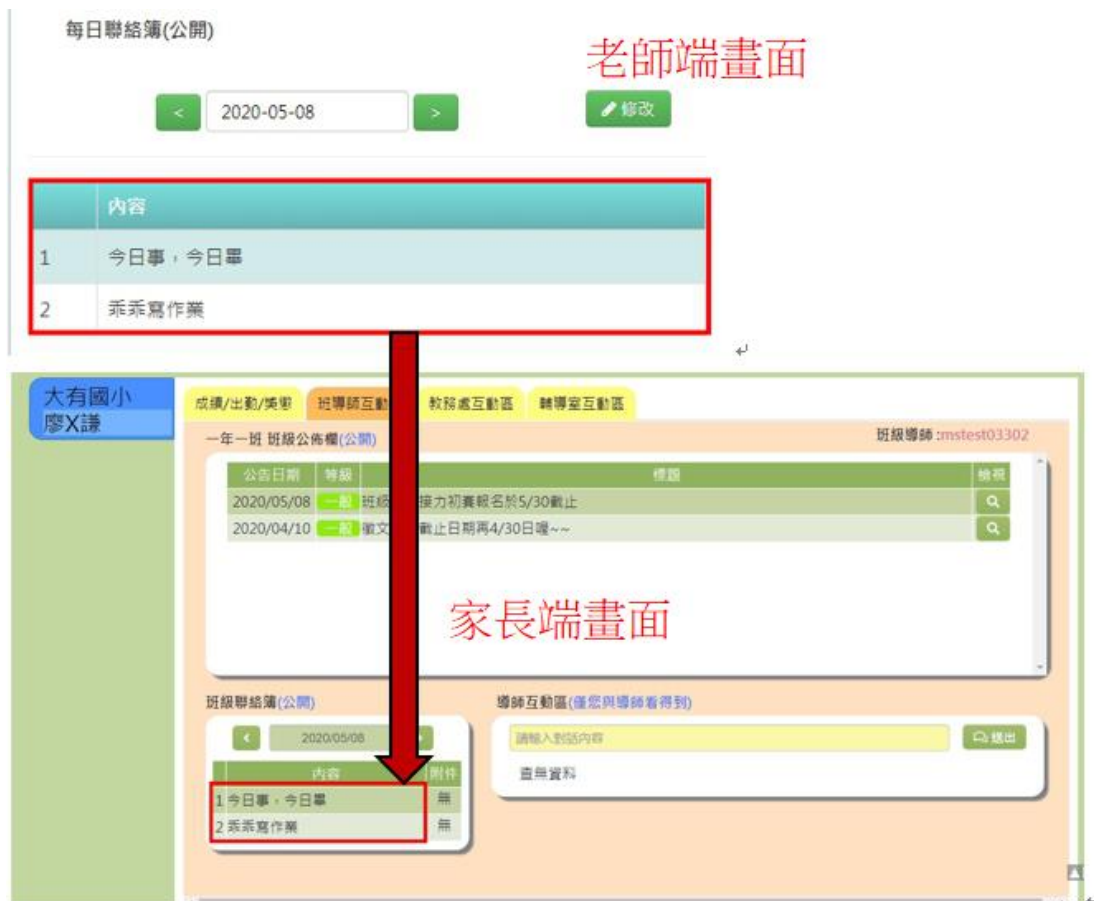 每日聯絡簿(公開)
老師端畫面
< 2020-05-08 > 修改
內容
1 今日事，今日畢
2 乖乖寫作業
大有國小
廖X謙
成績/出勤/獎懲 班導師互動 教務處互動區 輔導室互動區
一年一班 班級公佈欄(公開) 班級導師 :mstest03302
公告日期 等級 標題 檢視
2020/05/08 一般 班級 接力初賽報名於5/30截止
2020/04/10 一般 徵文 截止日期再4/30日喔~~
家長端畫面
班級聯絡簿(公開) 導師互動區(僅您與導師看得到)
2020/05/08 請輸入對話內容 送出
內容 附件 查無資料
1 今日事，今日畢 無
2 乖乖寫作業 無